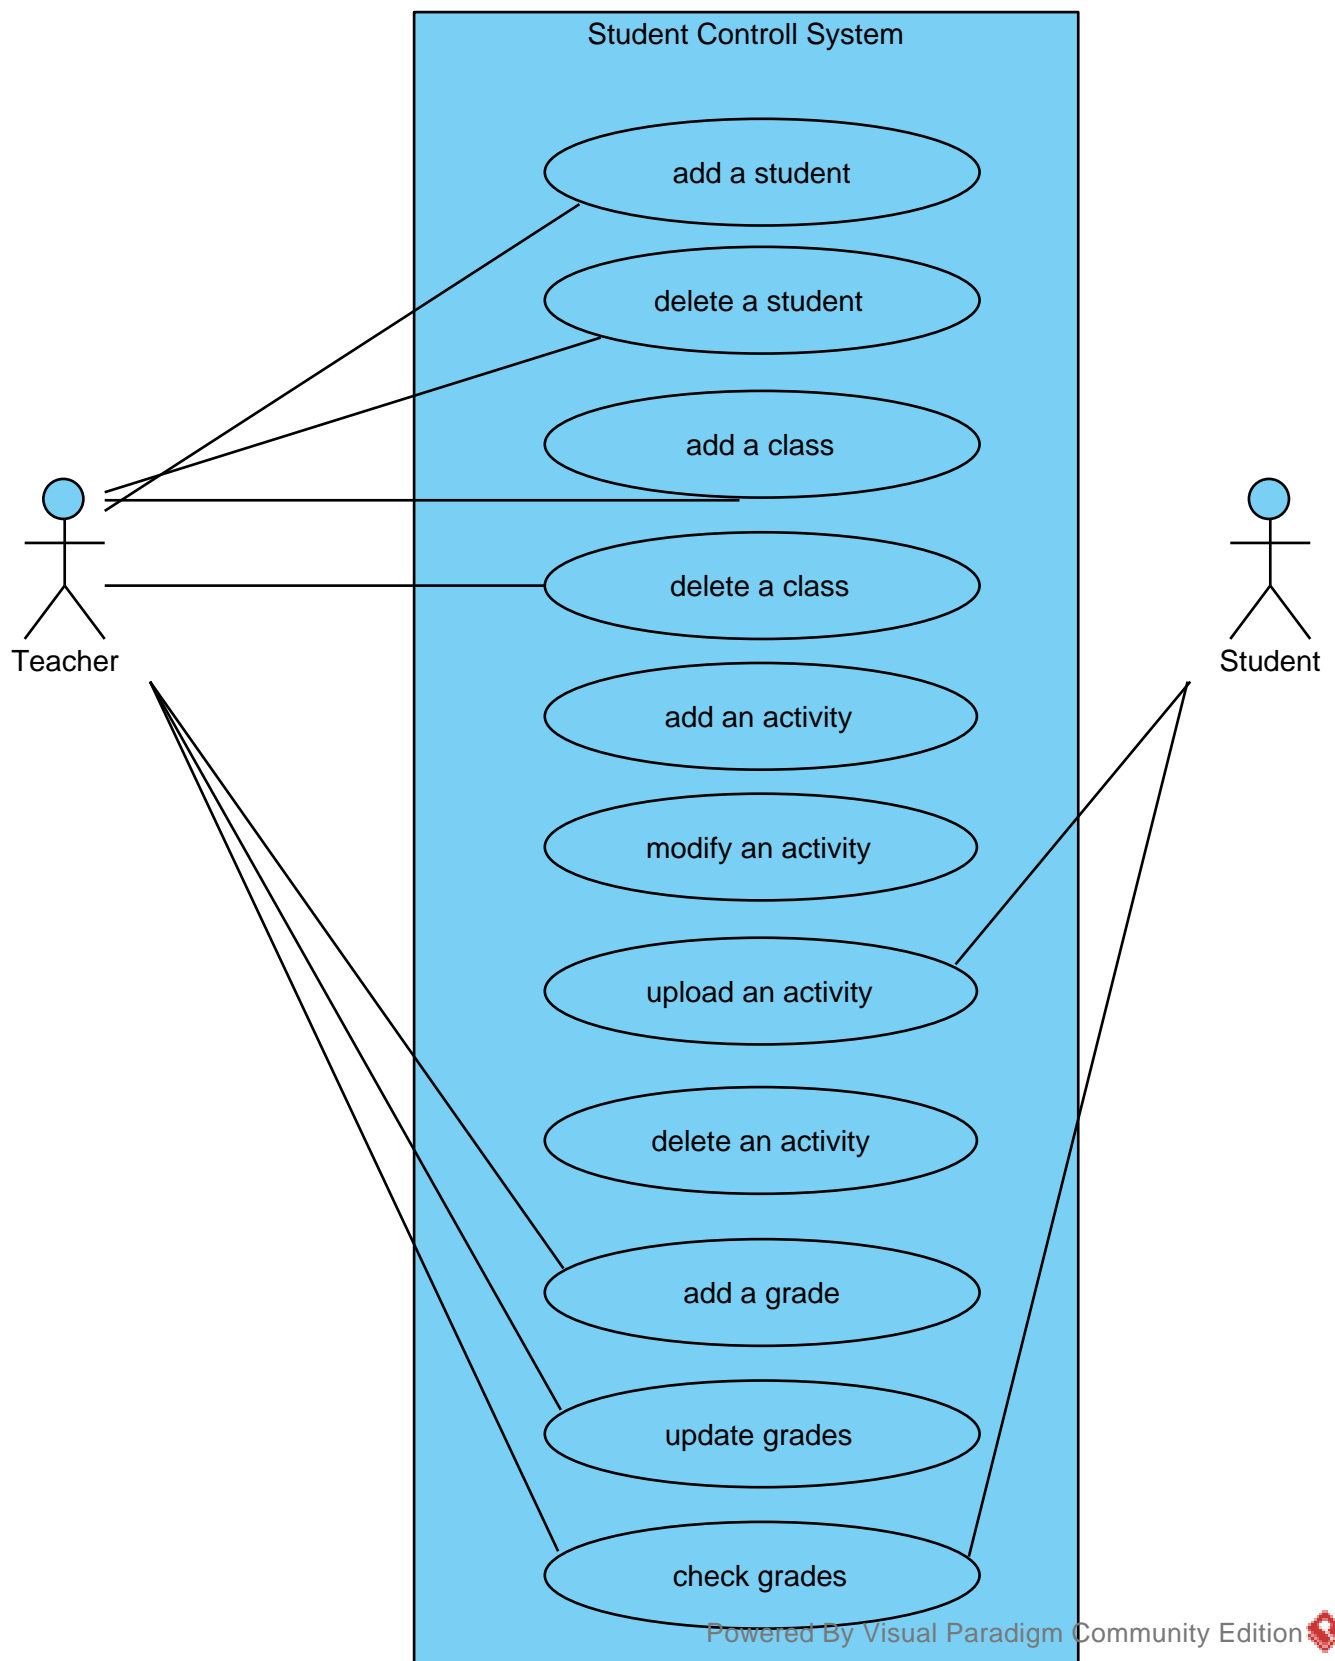 Student Controll System
add a student
delete a student
add a class
delete a class
Teacher
Student
add an activity
modify an activity
upload an activity
delete an activity
add a grade
update grades
check grades
Powered By Visual Paradigm Community Edition